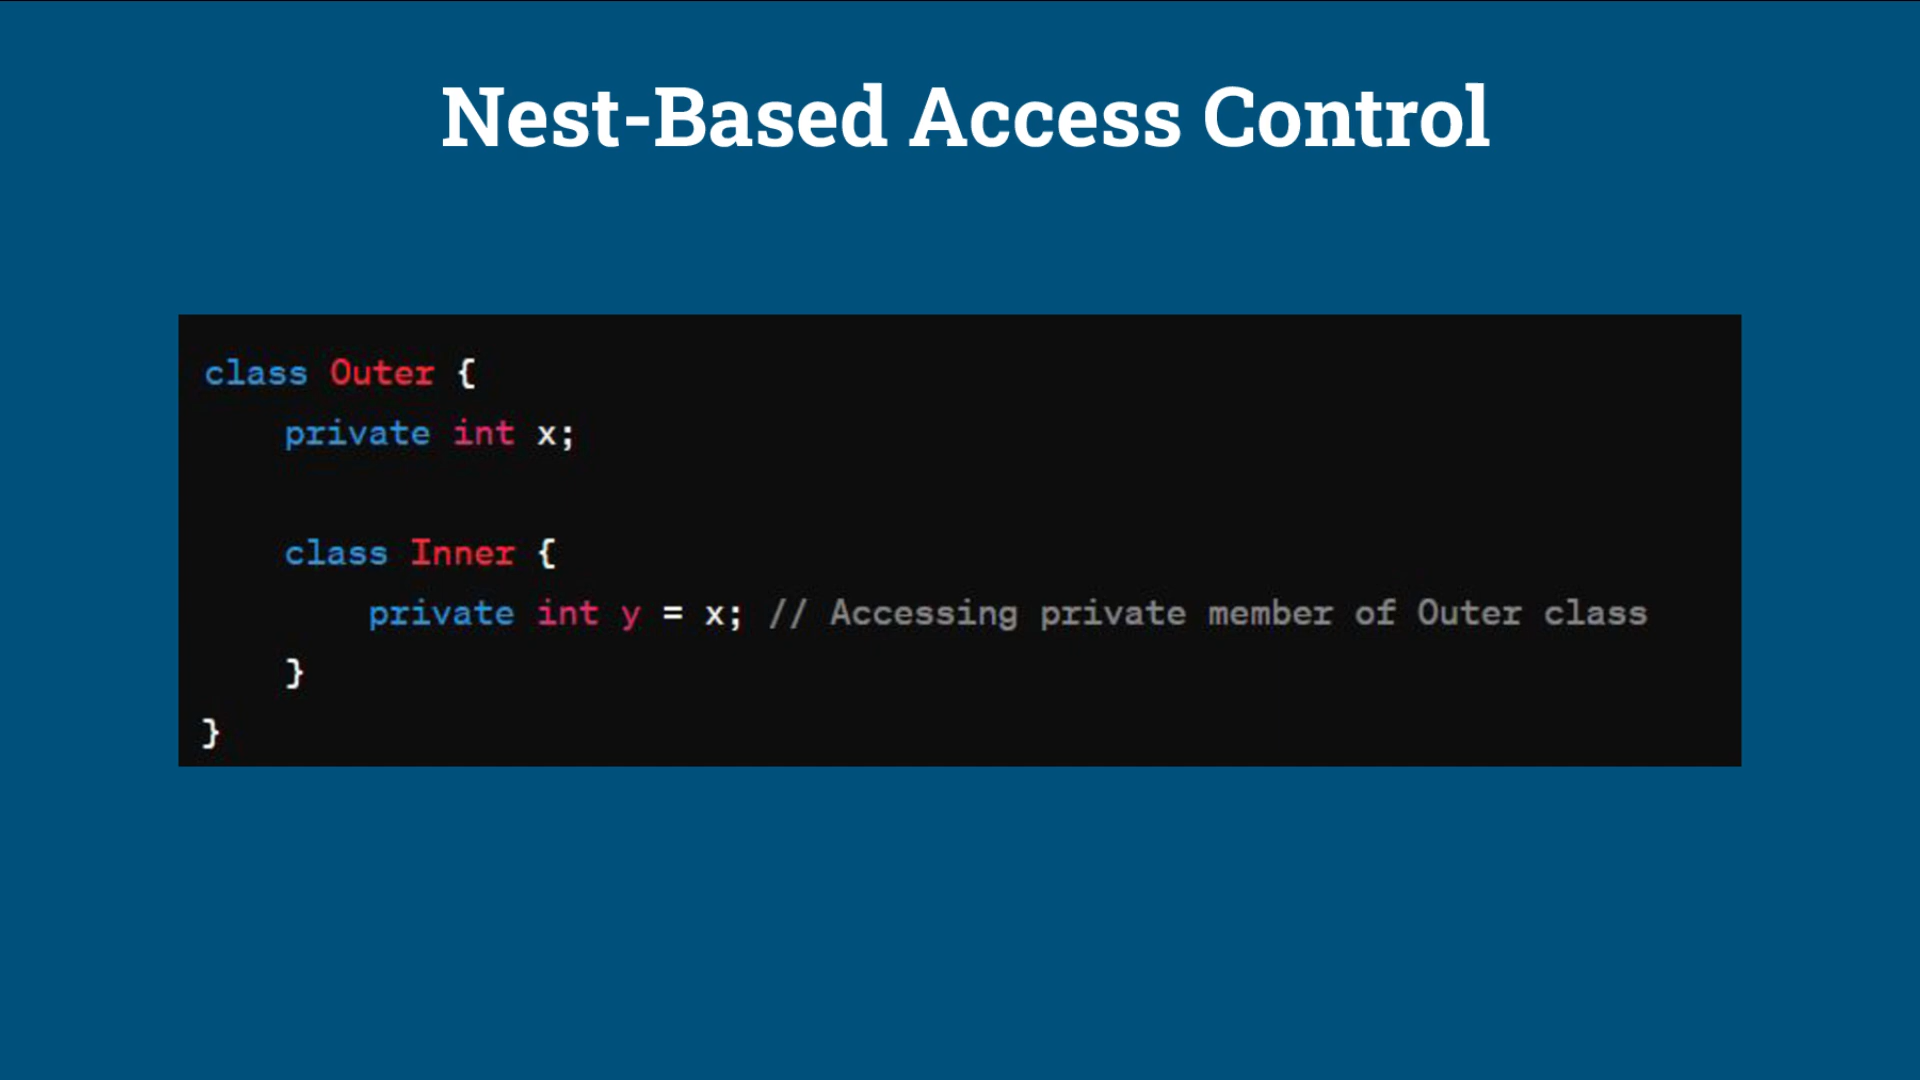 Nest-Based Access Control
class Outer {
    private int x;
    class Inner {
        private int y = x; // Accessing private member of Outer class
    }
}